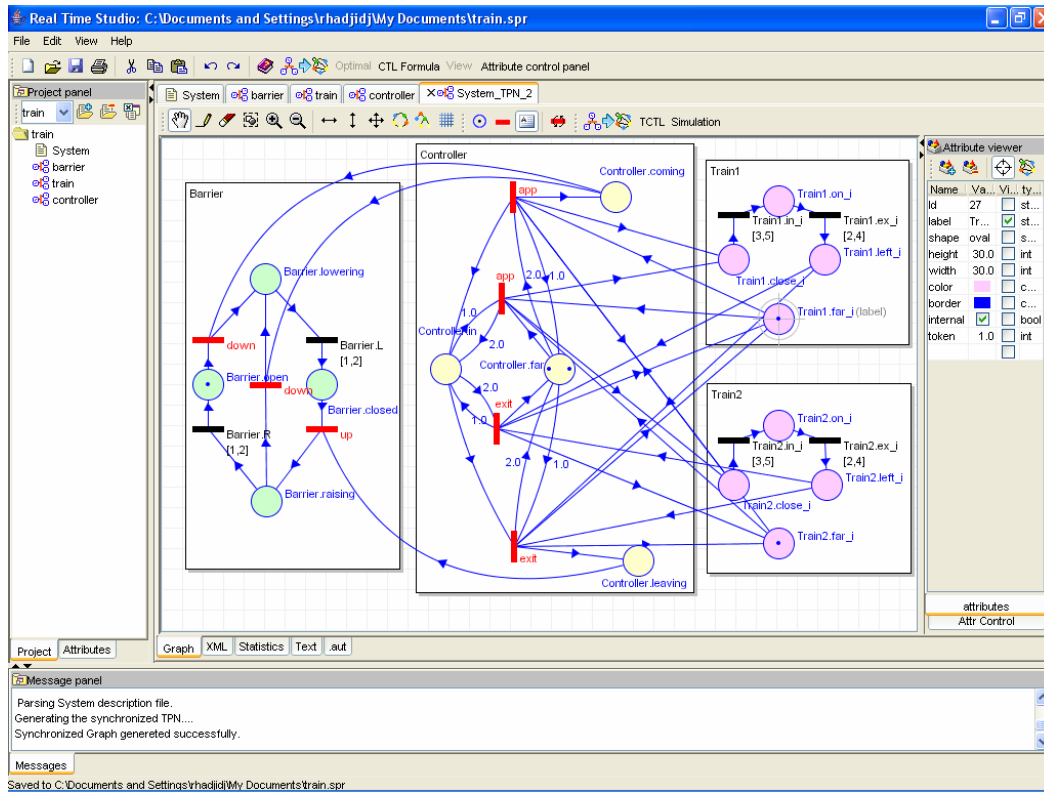 Real Time Studio: C:\Documents and Settings\rhadjidj\My Documents\train.spr
File Edit View Help
Optimal CTL Formula View Attribute control panel
Project panel
train
train
System
barrier
train
controller
System barrier train controller System_TPN_2
TCTL Simulation
Controller
Controller.coming
app
app
2.0 1.0
1.0
2.0
Controller.in
Controller.far
2.0
exit
1.0
2.0
1.0
exit
Controller.leaving
Barrier
Barrier.lowering
down
Barrier.L
[1,2]
Barrier.open
down
Barrier.closed
Barrier.R
[1,2]
up
Barrier.raising
Train1
Train1.on_i
Train1.in_i
[3,5]
Train1.ex_i
[2,4]
Train1.left_i
Train1.close_i
Train1.far_i (label)
Train2
Train2.on_i
Train2.in_i
[3,5]
Train2.ex_i
[2,4]
Train2.left_i
Train2.close_i
Train2.far_i
Attribute viewer
Name Va... Vi... ty...
Id 27 st...
label Tr... st...
shape oval s...
height 30.0 int
width 30.0 int
color c...
border c...
internal bool
token 1.0 int
attributes
Attr Control
Project Attributes
Graph XML Statistics Text .aut
Message panel
Parsing System description file.
Generating the synchronized TPN....
Synchronized Graph genereted successfully.
Messages
Saved to C:\Documents and Settings\rhadjidj\My Documents\train.spr